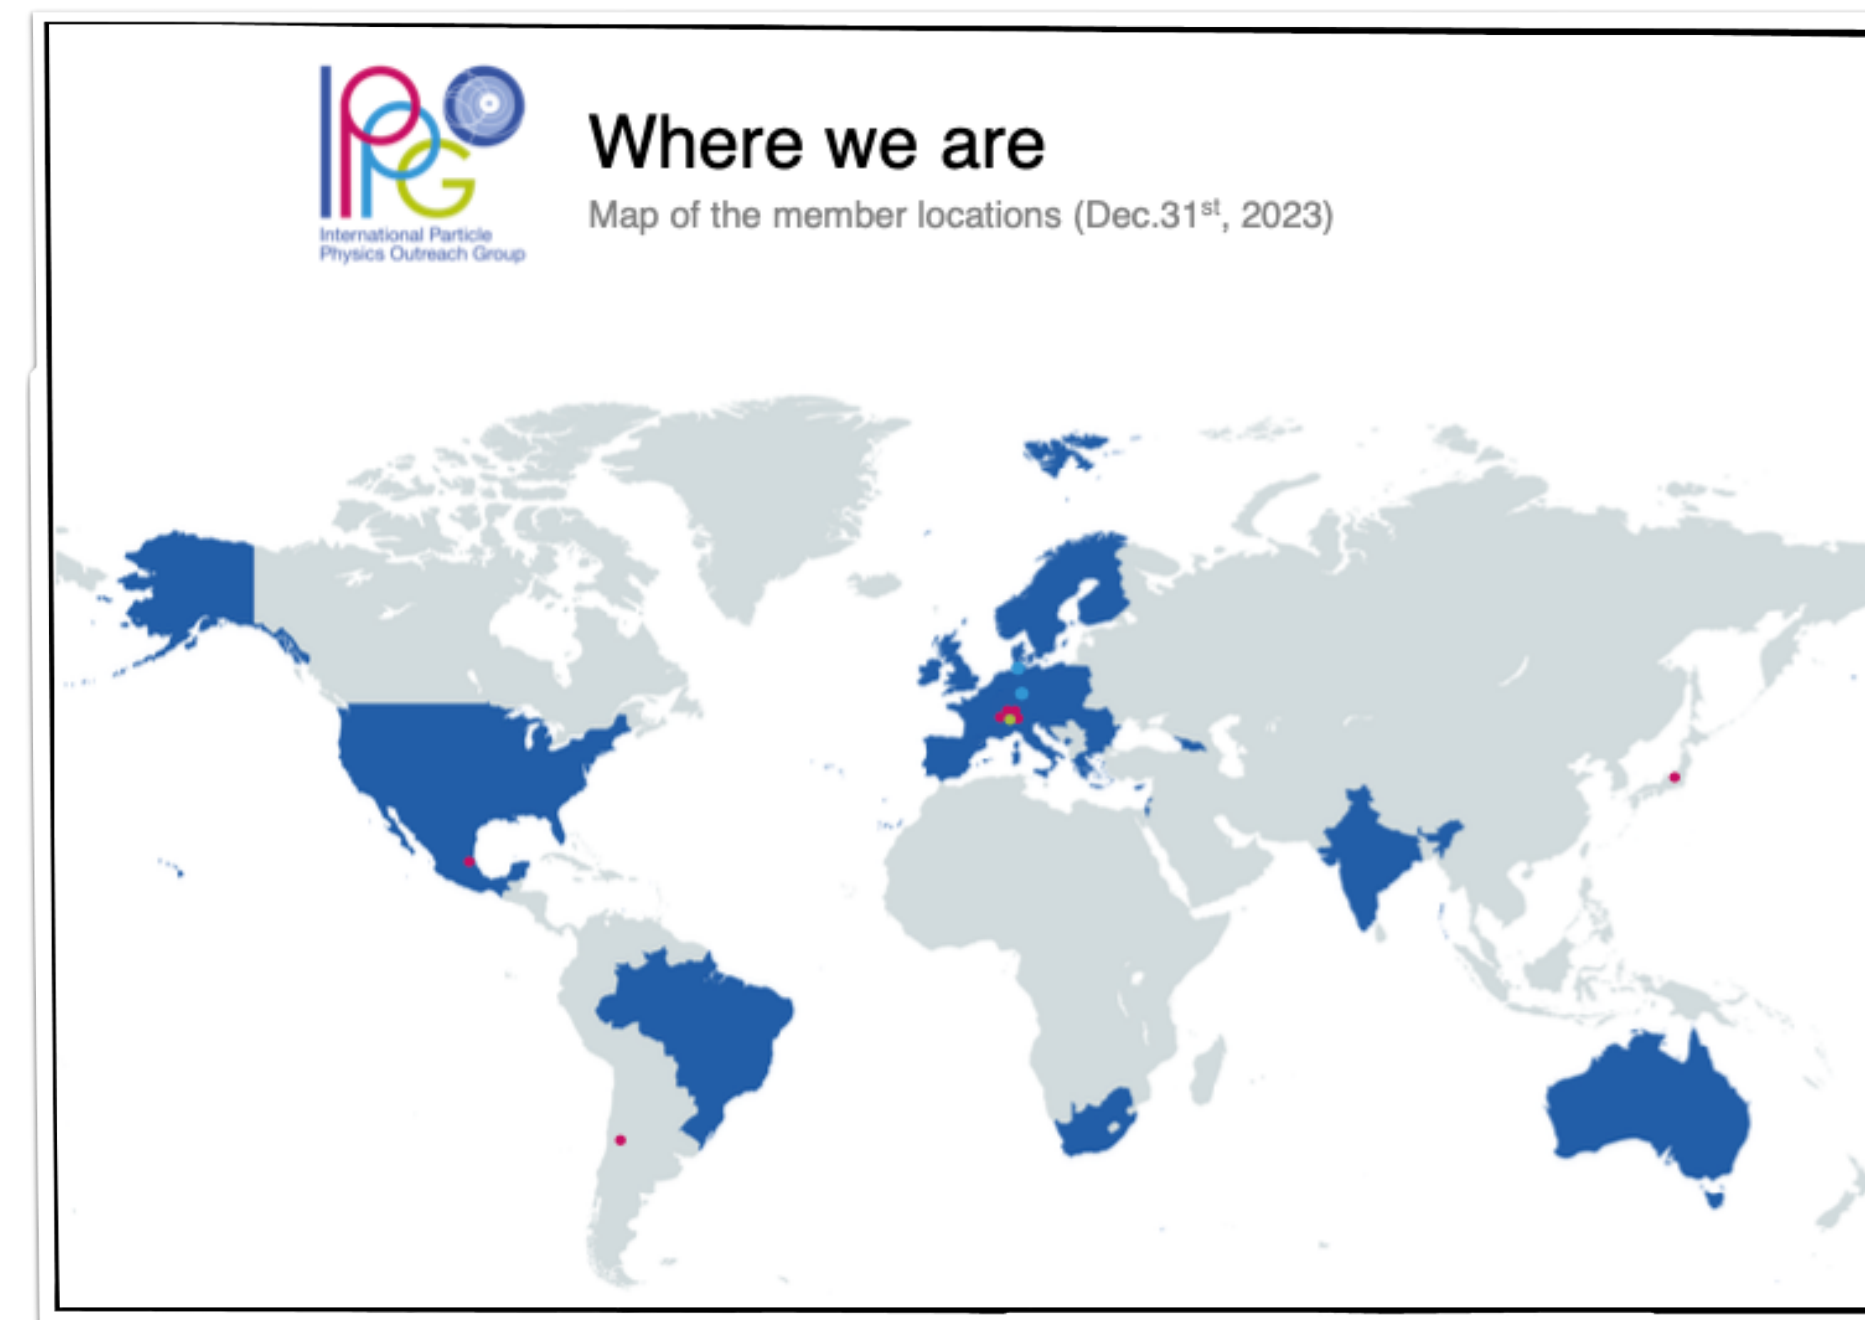 IPPOG
International Particle
Physics Outreach Group
Where we are
Map of the member locations (Dec.31st, 2023)